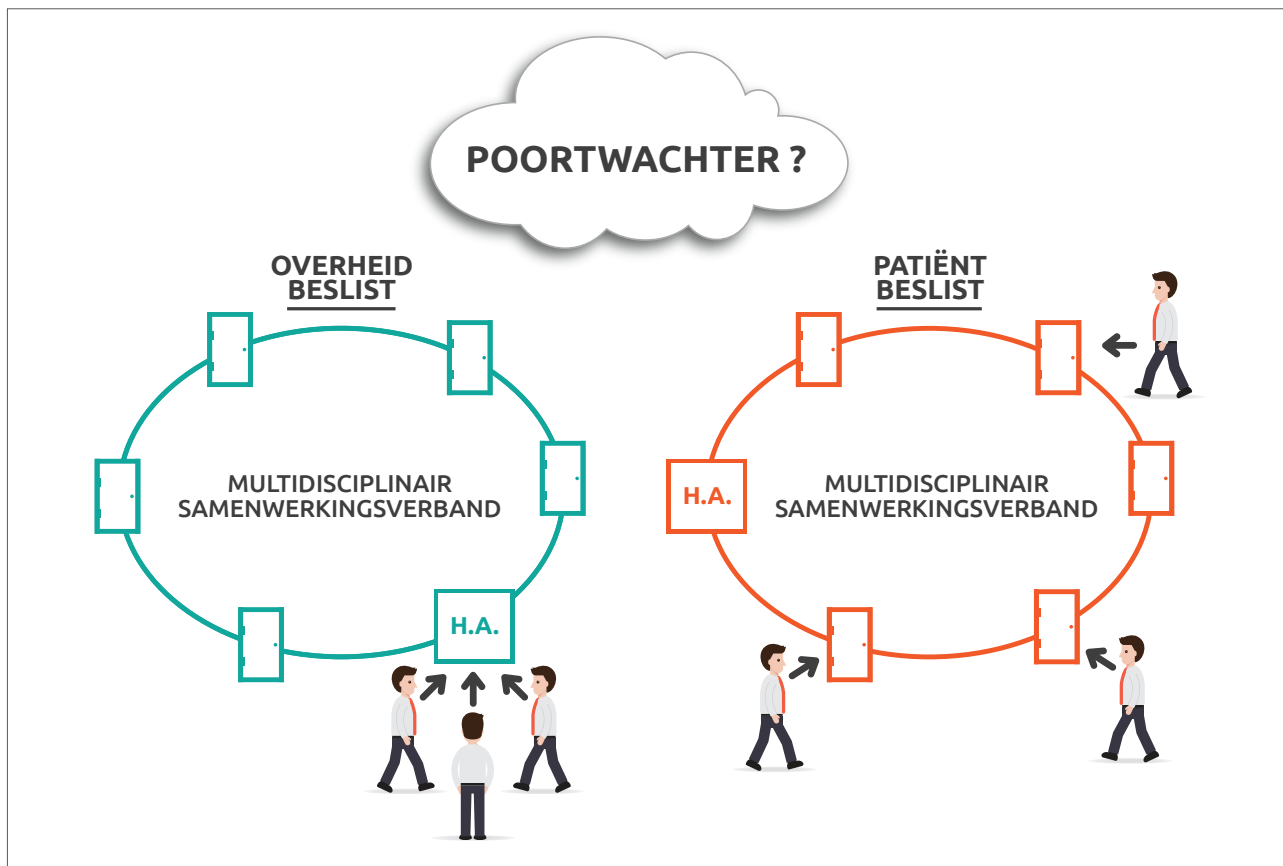 POORTWACHTER ?
OVERHEID
BESLIST
MULTIDISCIPLINAIR
SAMENWERKINGSVERBAND
H.A.
PATIËNT
BESLIST
H.A.
MULTIDISCIPLINAIR
SAMENWERKINGSVERBAND